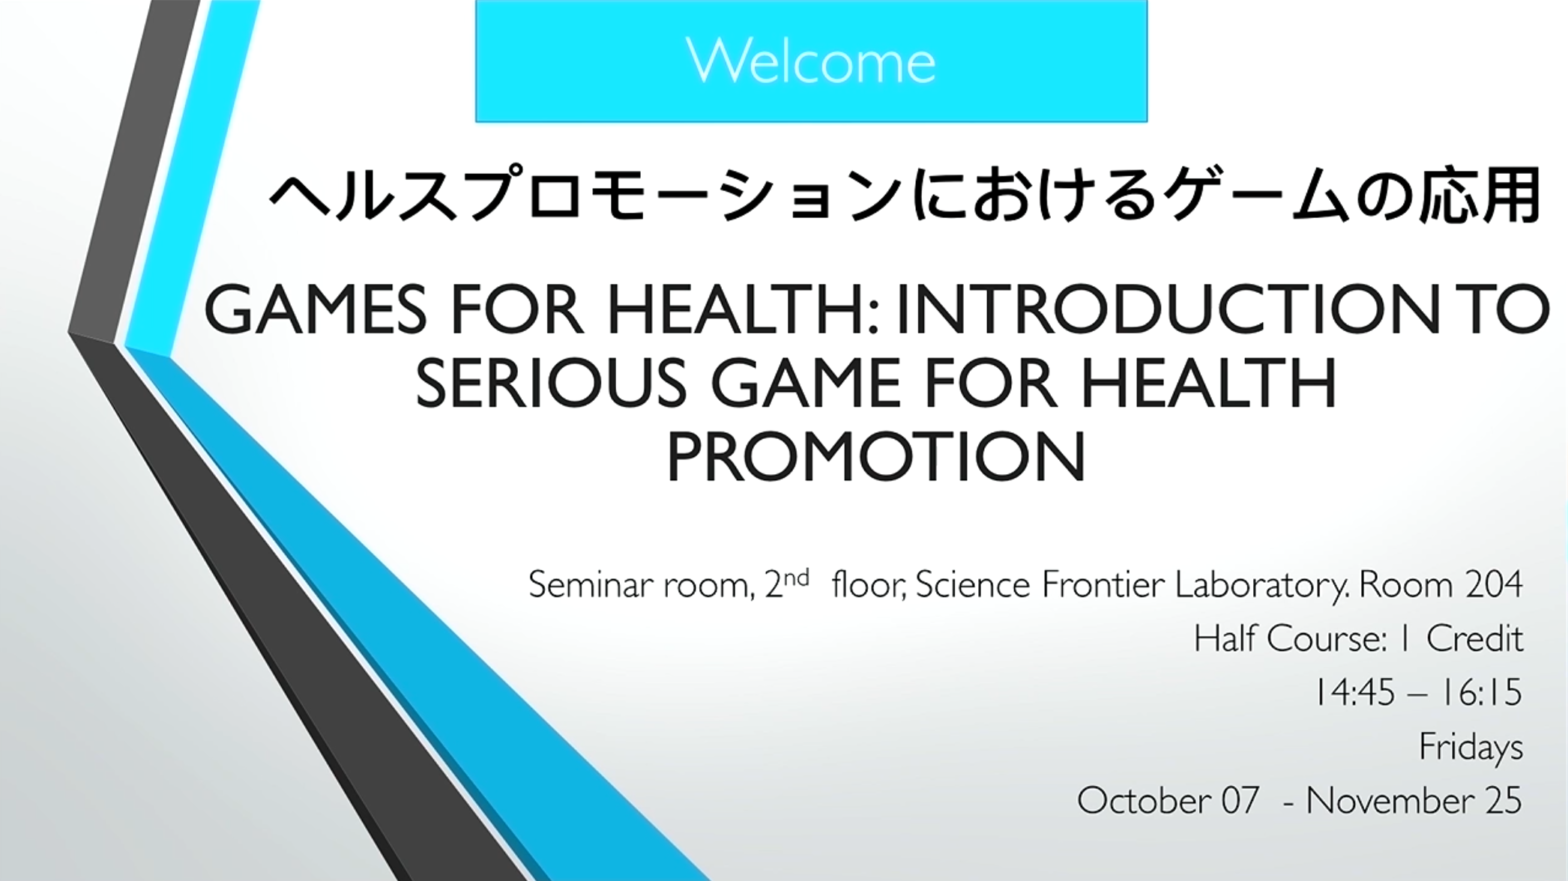 Welcome
ヘルスプロモーションにおけるゲームの応用
GAMES FOR HEALTH: INTRODUCTION TO
SERIOUS GAME FOR HEALTH
PROMOTION
Seminar room, 2nd floor, Science Frontier Laboratory. Room 204
Half Course: 1 Credit
14:45 – 16:15
Fridays
October 07 - November 25